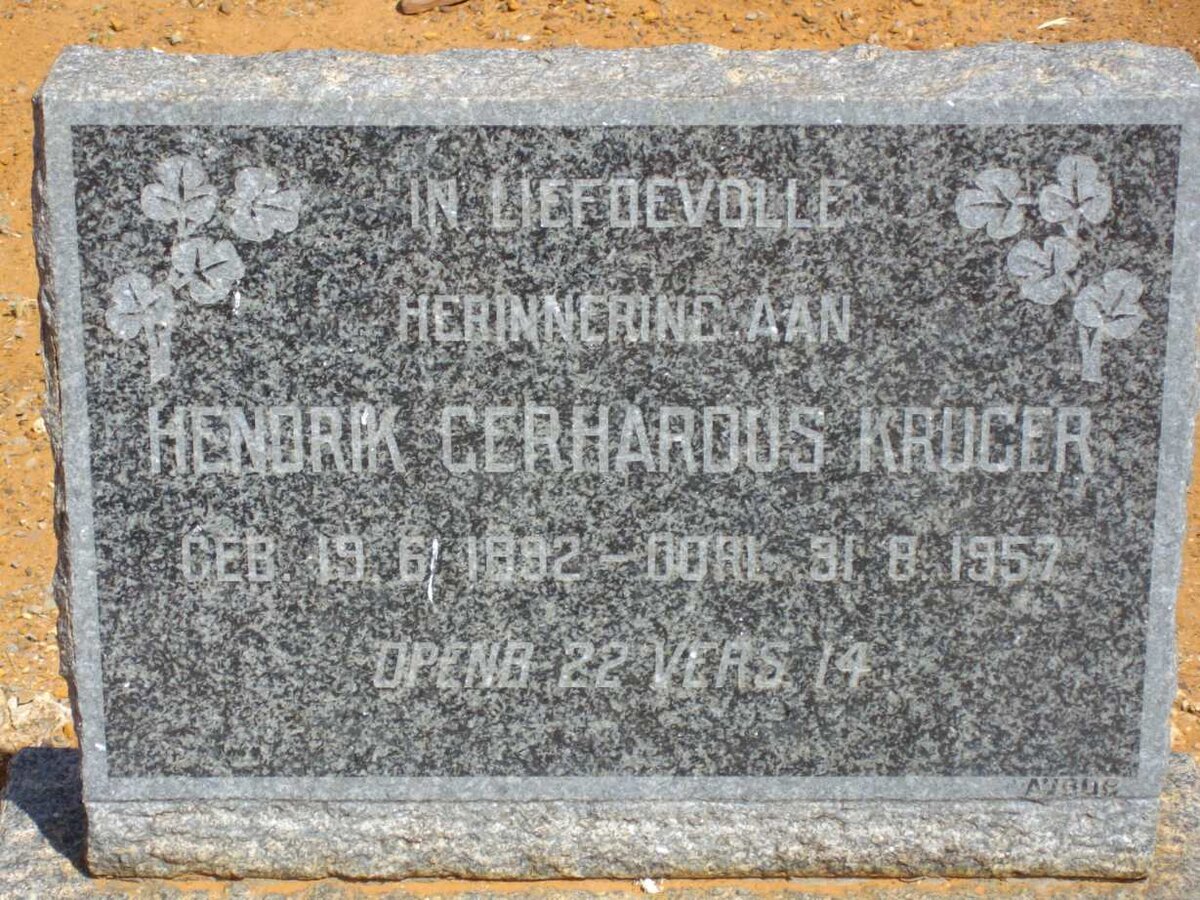 IN LIEFDEVOLLE
HERINNERING AAN
HENDRIK GERHARDUS KRUGER
GEB. 19. 6. 1892 - OORL. 31. 8. 1957
OPENB. 22 VERS. 14